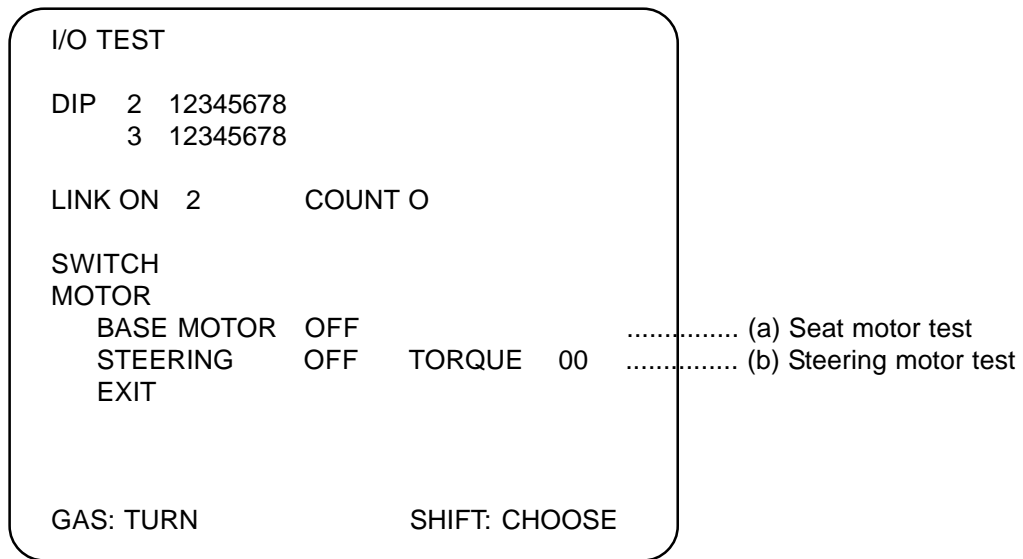 I/O TEST
DIP 2 12345678
3 12345678
LINK ON 2 COUNT O
SWITCH
MOTOR
BASE MOTOR OFF ............... (a) Seat motor test
STEERING OFF TORQUE 00 ............... (b) Steering motor test
EXIT
GAS: TURN SHIFT: CHOOSE